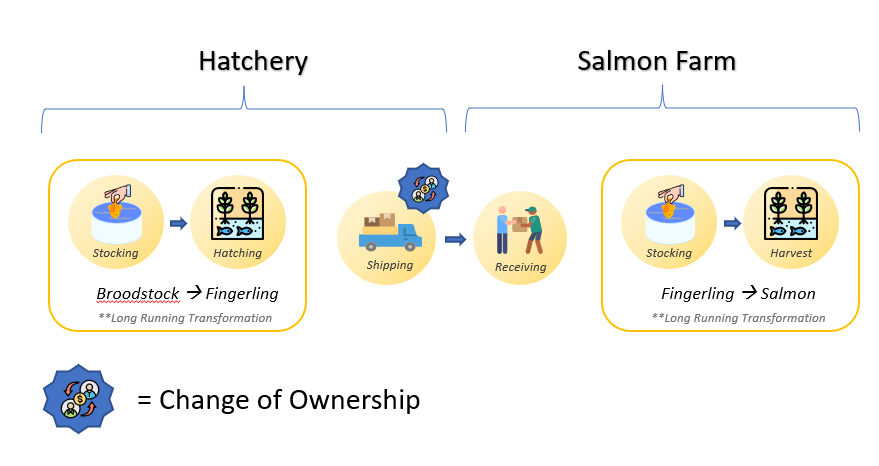 Hatchery
Salmon Farm
Stocking
Hatching
Broodstock → Fingerling
**Long Running Transformation
Shipping
Receiving
Stocking
Harvest
Fingerling → Salmon
**Long Running Transformation
= Change of Ownership